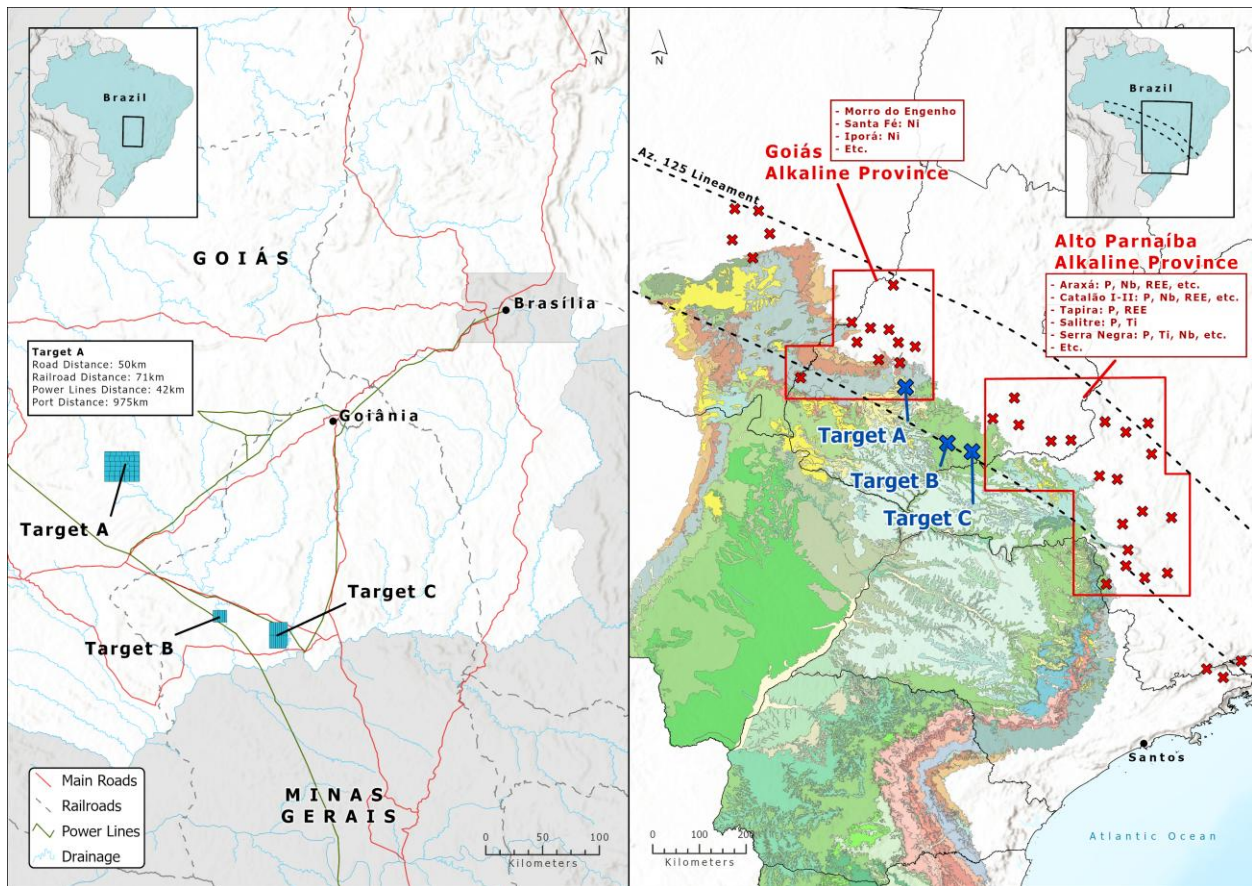 Brazil
N
GOIÁS
Brasília
Target A
Road Distance: 50km
Railroad Distance: 71km
Power Lines Distance: 42km
Port Distance: 975km
Goiânia
Target A
Target C
Target B
MINAS
GERAIS
Main Roads
Railroads
Power Lines
Drainage
0 50 100
Kilometers
N
Brazil
- Morro do Engenho
- Santa Fé: Ni
- Iporá: Ni
- Etc.
Goiás
Alkaline Province
Az. 125 Lineament
Alto Parnaíba
Alkaline Province
- Araxá: P, Nb, REE, etc.
- Catalão I-II: P, Nb, REE, etc.
- Tapira: P, REE
- Salitre: P, Ti
- Serra Negra: P, Ti, Nb, etc.
- Etc.
Target A
Target B
Target C
Santos
0 100 200
Kilometers
Atlantic Ocean